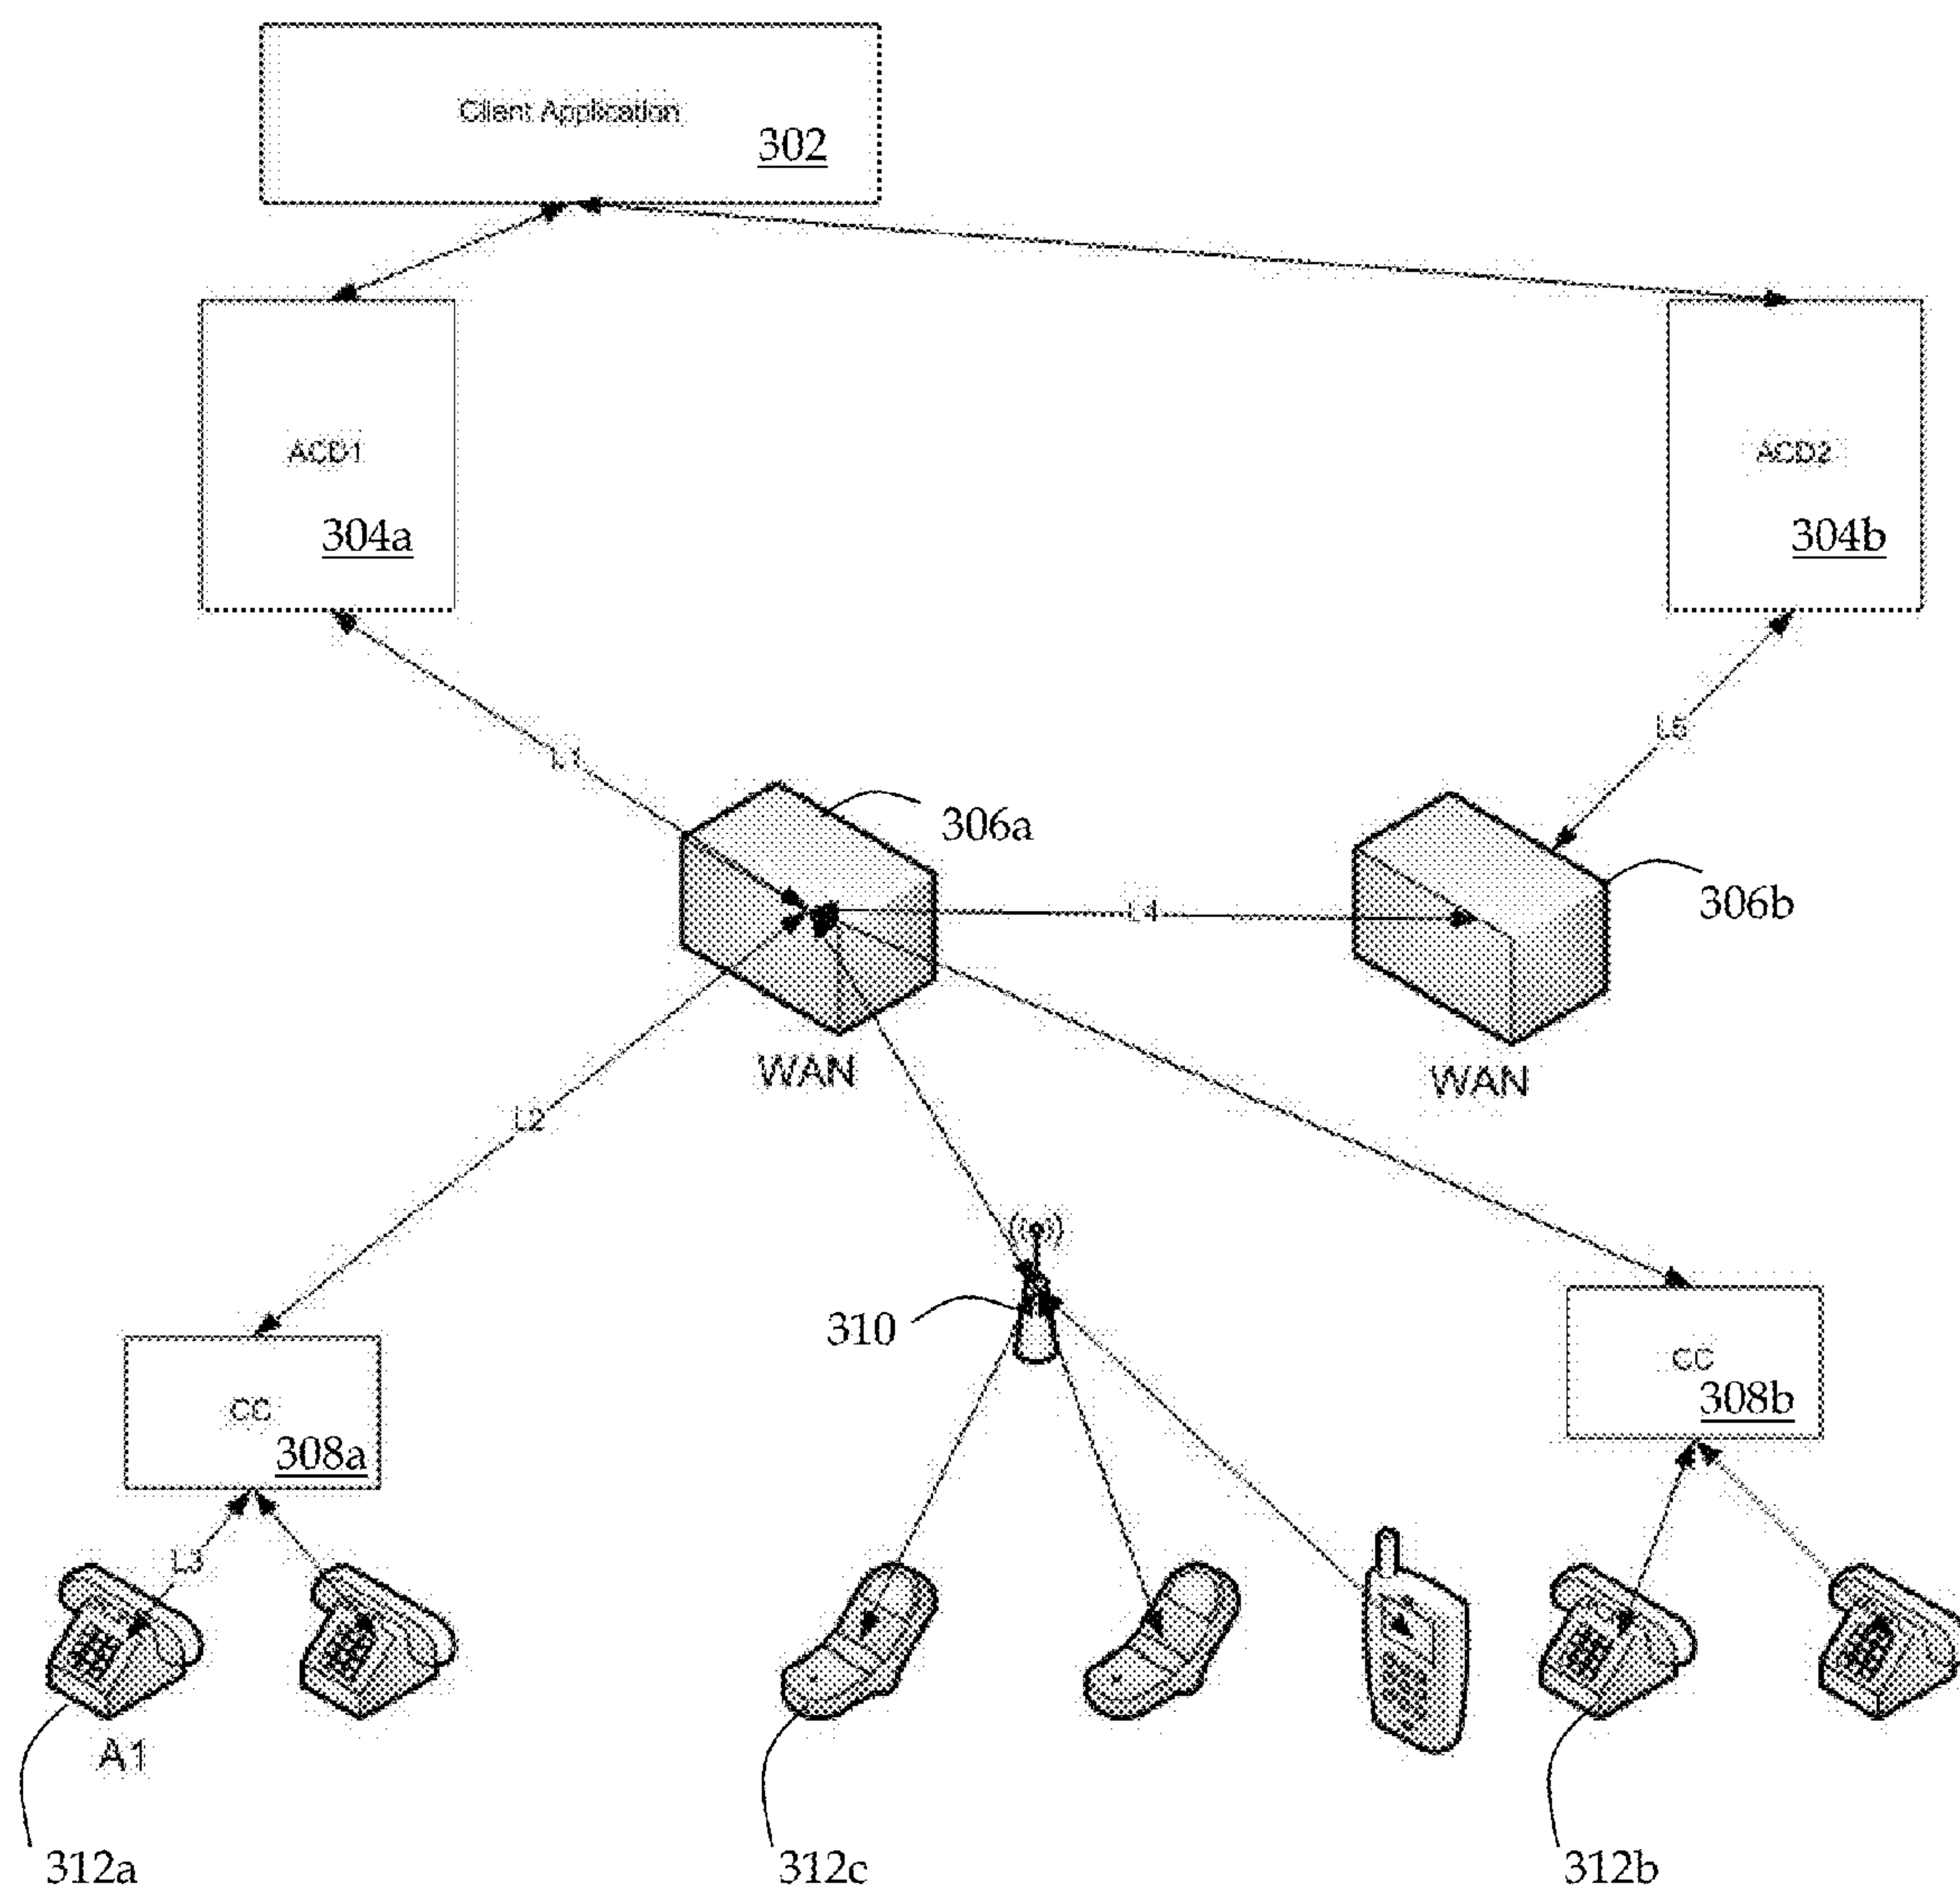 Client Application
302
ACD1
304a
ACD2
304b
L1
L5
306a
306b
L4
WAN
WAN
L2
310
CC
308a
CC
308b
L3
A1
312a
312c
312b